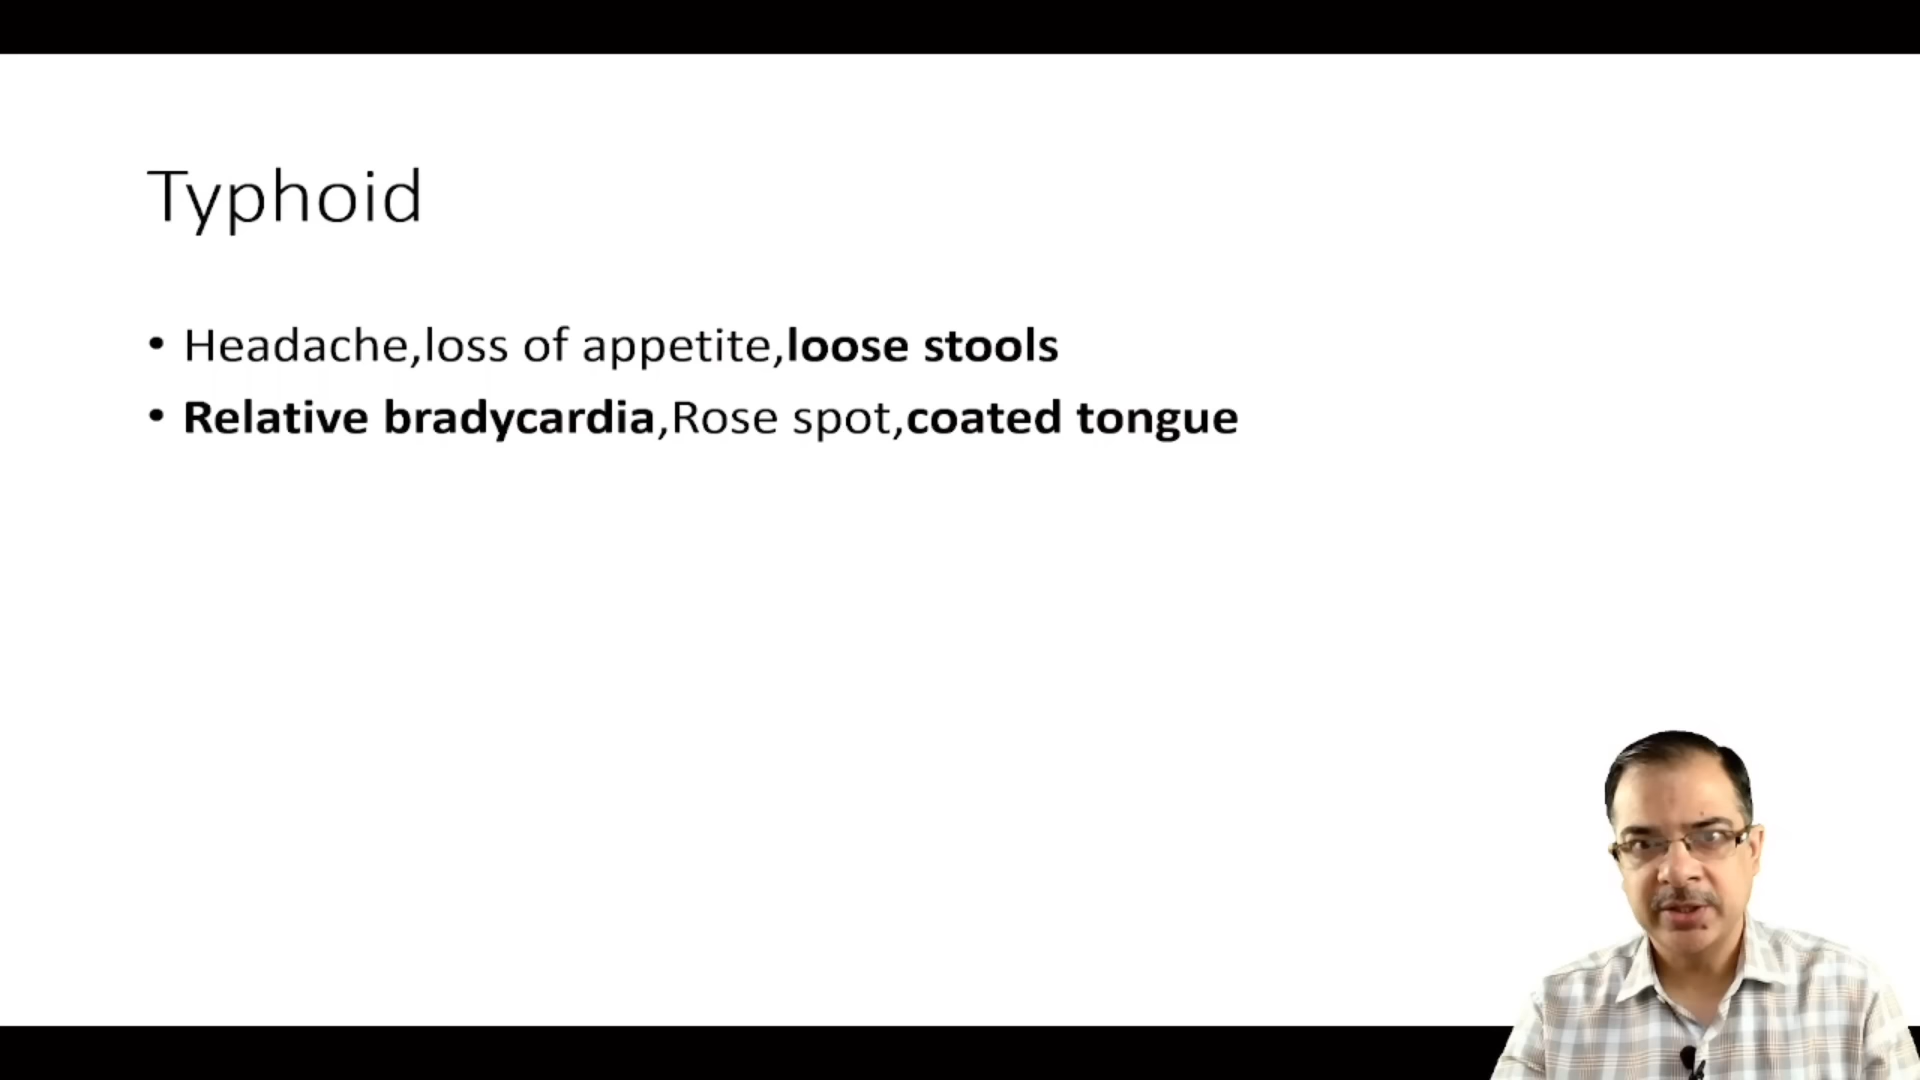 Typhoid
• Headache,loss of appetite,loose stools
• Relative bradycardia,Rose spot,coated tongue